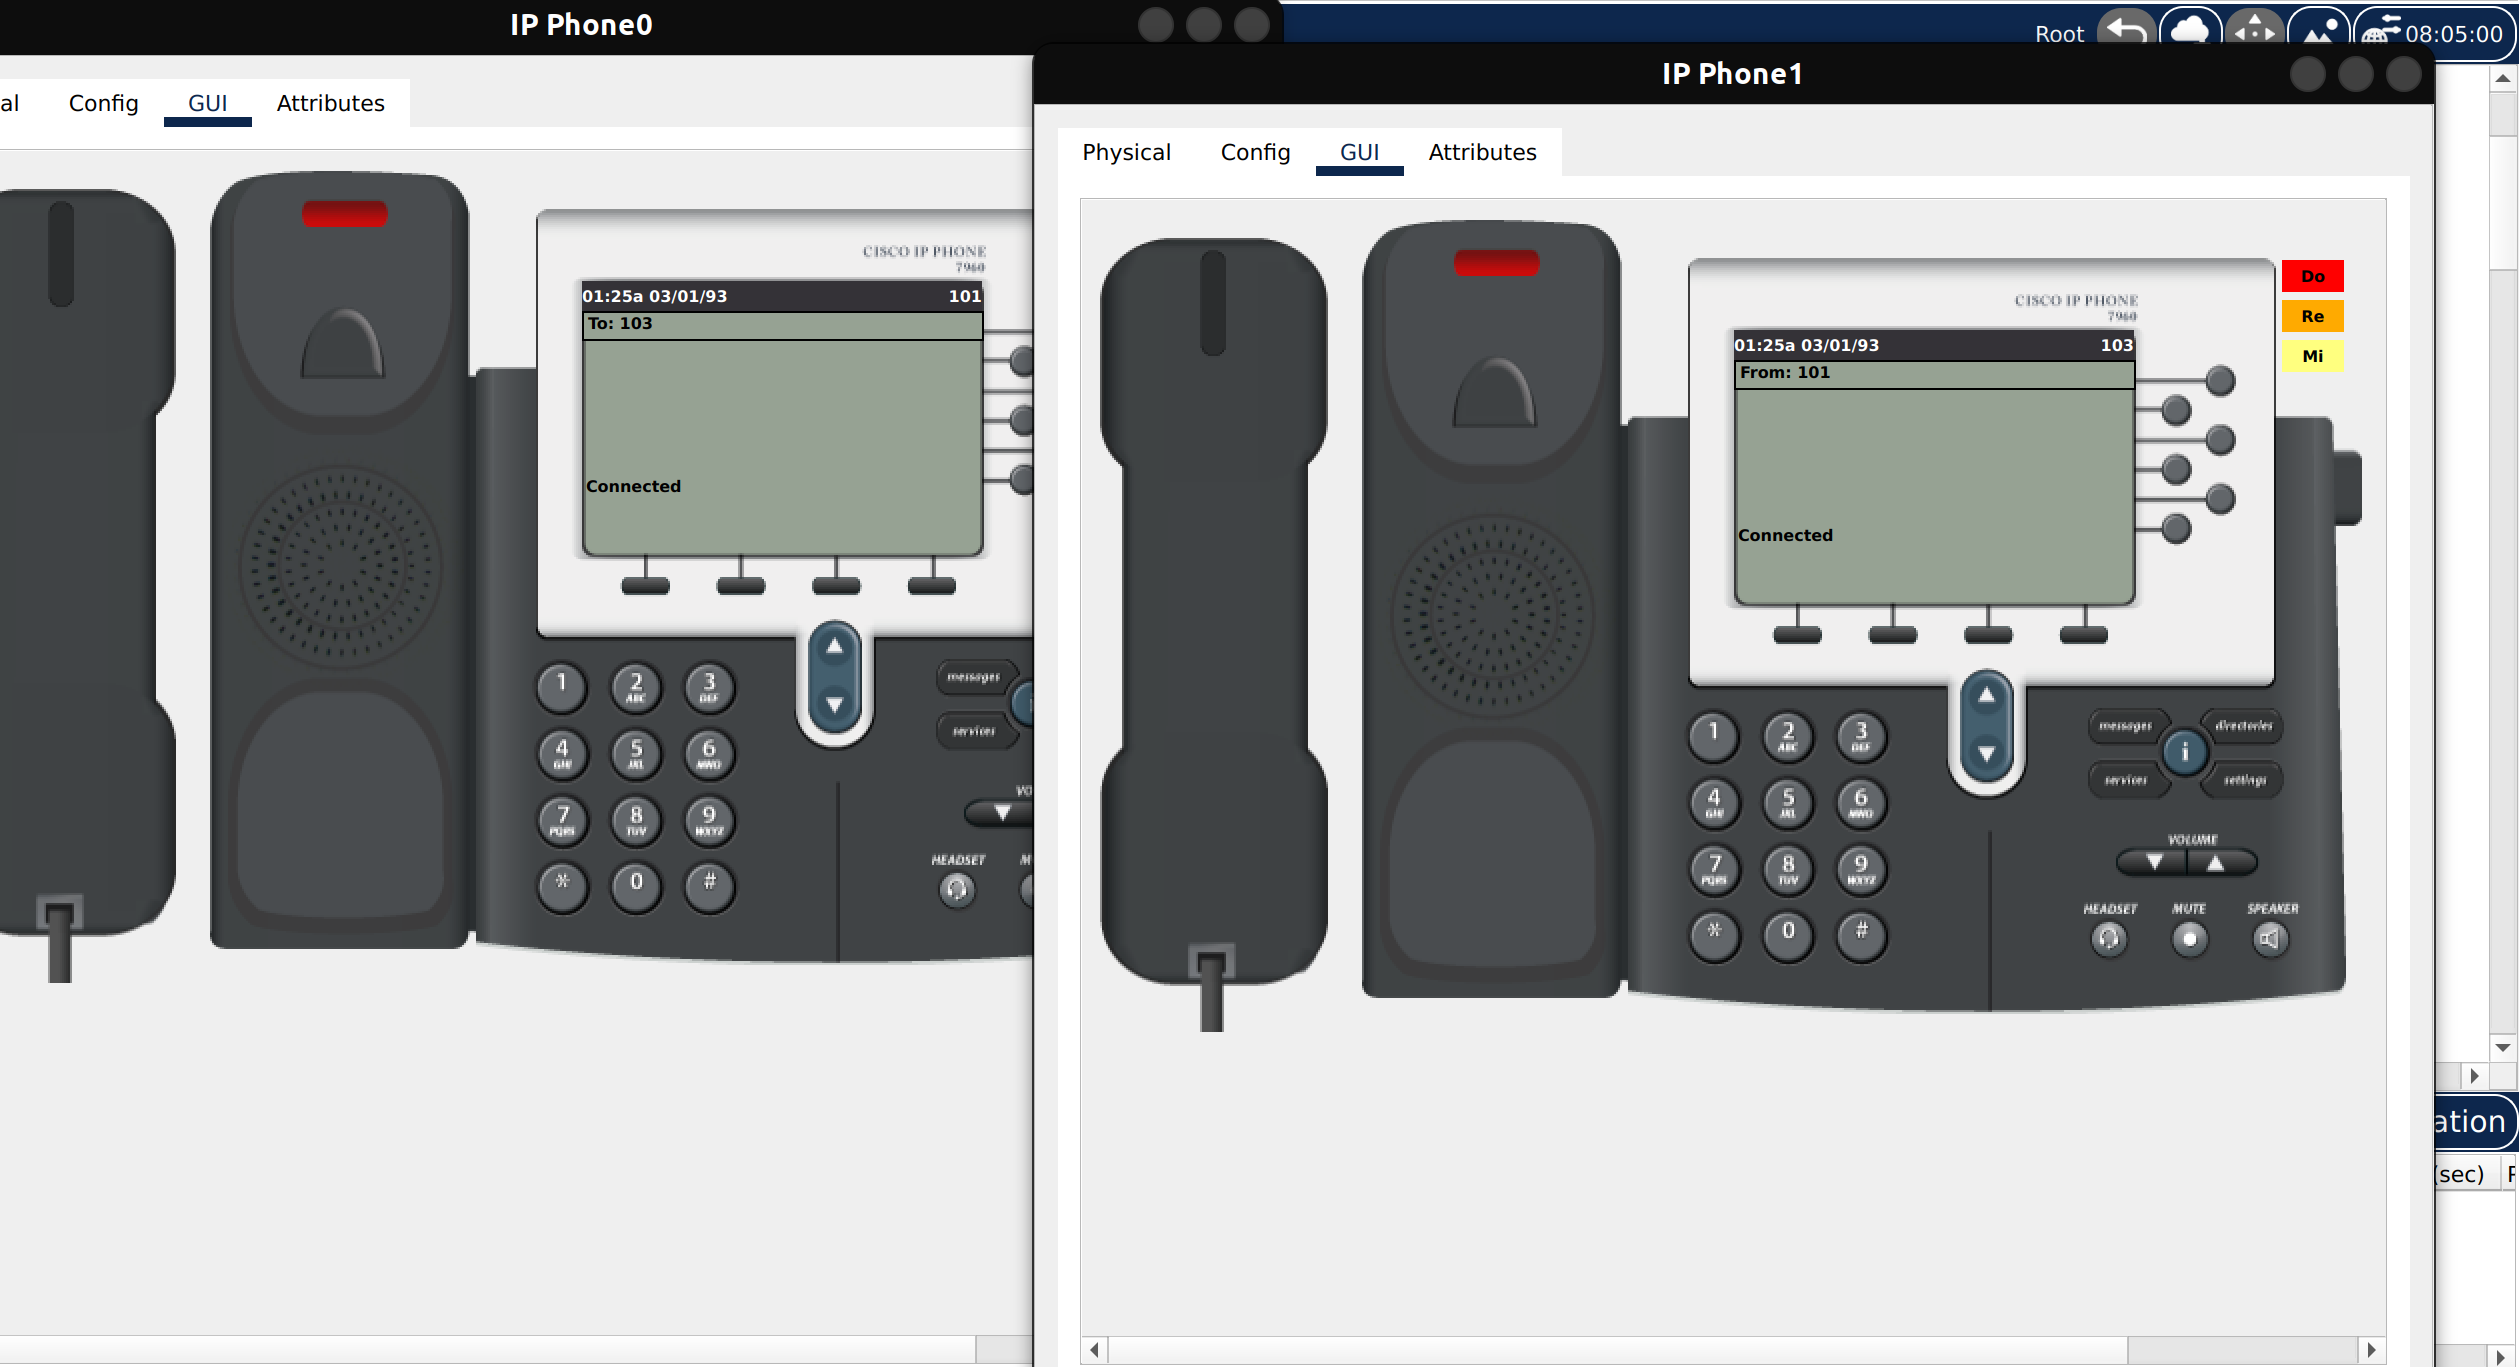 IP Phone0
Root
08:05:00
IP Phone1
al Config GUI Attributes
Physical Config GUI Attributes
CISCO IP PHONE
7960
01:25a 03/01/93 101
To: 103
Connected
1
2 ABC
3 DEF
4 GHI
5 JKL
6 MNO
7 PQRS
8 TUV
9 WXYZ
*
0
#
messages
services
VO
HEADSET M
CISCO IP PHONE
7960
Do
Re
Mi
01:25a 03/01/93 103
From: 101
Connected
1
2 ABC
3 DEF
4 GHI
5 JKL
6 MNO
7 PQRS
8 TUV
9 WXYZ
*
0
#
messages directories
i
services settings
VOLUME
HEADSET MUTE SPEAKER
ation
(sec)